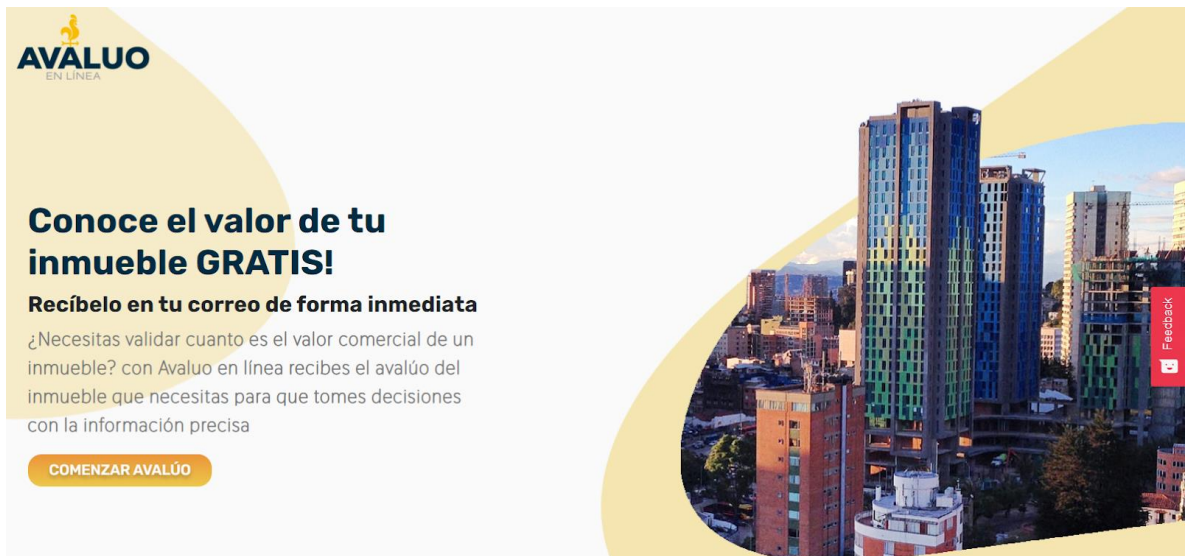 AVALUO
EN LÍNEA
Conoce el valor de tu
inmueble GRATIS!
Recíbelo en tu correo de forma inmediata
¿Necesitas validar cuanto es el valor comercial de un
inmueble? con Avaluo en línea recibes el avalúo del
inmueble que necesitas para que tomes decisiones
con la información precisa
COMENZAR AVALÚO
Feedback